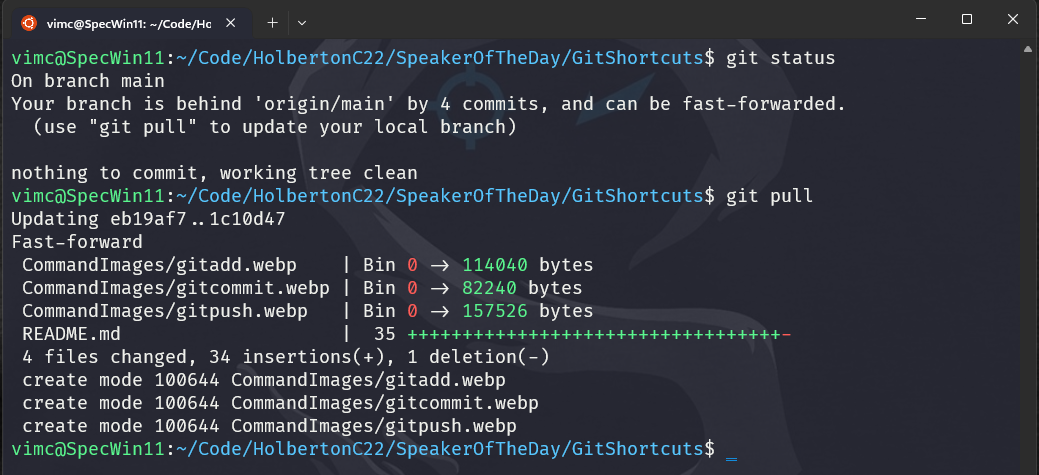 vimc@SpecWin11: ~/Code/Ho
vimc@SpecWin11:~/Code/HolbertonC22/SpeakerOfTheDay/GitShortcuts$ git status
On branch main
Your branch is behind 'origin/main' by 4 commits, and can be fast-forwarded.
  (use "git pull" to update your local branch)

nothing to commit, working tree clean
vimc@SpecWin11:~/Code/HolbertonC22/SpeakerOfTheDay/GitShortcuts$ git pull
Updating eb19af7..1c10d47
Fast-forward
 CommandImages/gitadd.webp    | Bin 0 -> 114040 bytes
 CommandImages/gitcommit.webp | Bin 0 -> 82240 bytes
 CommandImages/gitpush.webp   | Bin 0 -> 157526 bytes
 README.md                    |  35 ++++++++++++++++++++++++++++++++++-
 4 files changed, 34 insertions(+), 1 deletion(-)
 create mode 100644 CommandImages/gitadd.webp
 create mode 100644 CommandImages/gitcommit.webp
 create mode 100644 CommandImages/gitpush.webp
vimc@SpecWin11:~/Code/HolbertonC22/SpeakerOfTheDay/GitShortcuts$ _